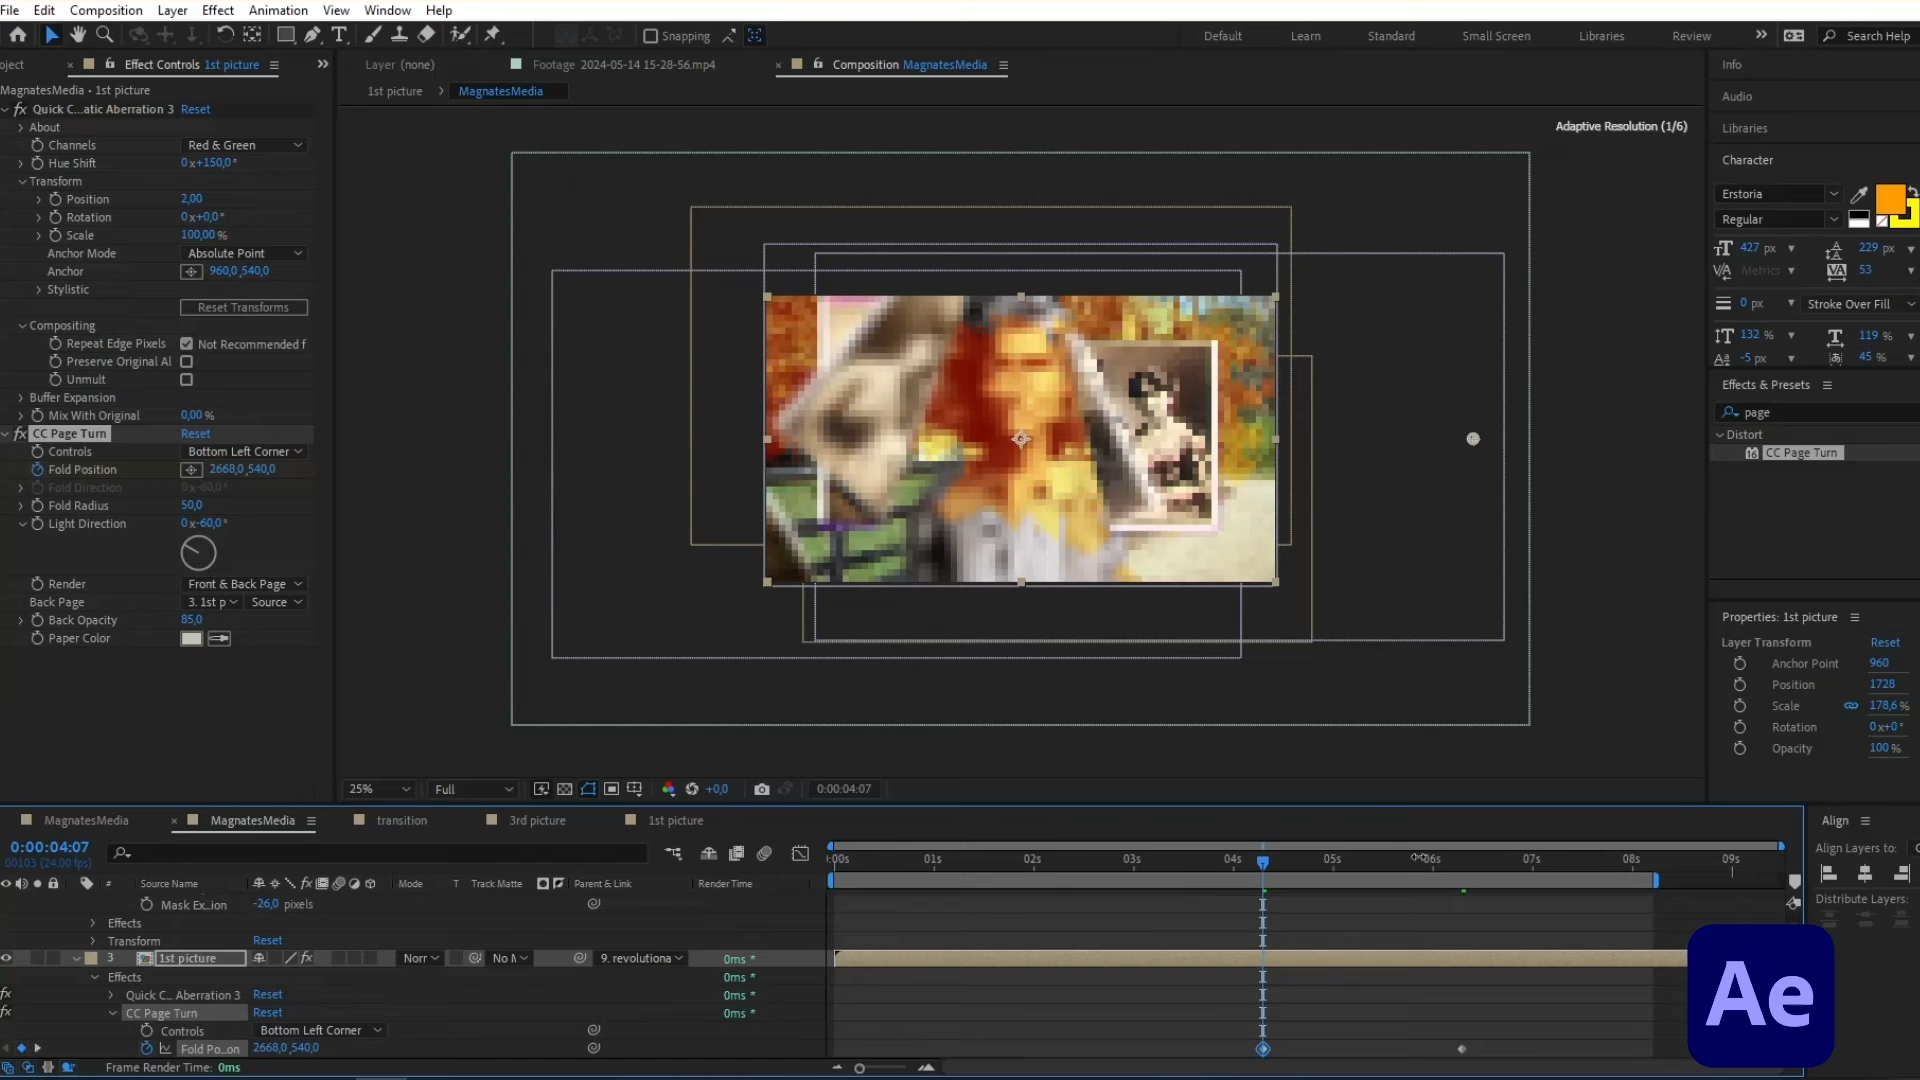 File Edit Composition Layer Effect Animation View Window Help
Snapping
Default Learn Standard Small Screen Libraries Review Search Help
oject Effect Controls 1st picture
Layer (none) Footage 2024-05-14 15-28-56.mp4 Composition MagnatesMedia
Info
MagnatesMedia • 1st picture
1st picture MagnatesMedia
Audio
fx Quick C...atic Aberration 3 Reset
About
Adaptive Resolution (1/6)
Libraries
Channels Red & Green
Hue Shift 0x+150,0°
Character
Transform
Position 2,00
Erstoria
Rotation 0x+0,0°
Regular
Scale 100,00 %
427 px 229 px
Anchor Mode Absolute Point
Metrics 53
Anchor 960,0,540,0
Stylistic
0 px Stroke Over Fill
Reset Transforms
Compositing
132 % 119 %
Repeat Edge Pixels Not Recommended f
-5 px 45 %
Preserve Original Al
Unmult
Effects & Presets
Buffer Expansion
page
Mix With Original 0,00 %
Distort
fx CC Page Turn Reset
CC Page Turn
Controls Bottom Left Corner
Fold Position 2668,0,540,0
Fold Direction 0x-60,0°
Fold Radius 50,0
Light Direction 0x-60,0°
Render Front & Back Page
Back Page 3. 1st p Source
Back Opacity 85,0
Paper Color
Properties: 1st picture
Layer Transform Reset
Anchor Point 960
Position 1728
Scale 178,6 %
Rotation 0x+0°
Opacity 100 %
25% Full +0,0 0:00:04:07
MagnatesMedia MagnatesMedia transition 3rd picture 1st picture
Align
0:00:04:07
00103 (24.00 fps)
Align Layers to:
:00s 01s 02s 03s 04s 05s 06s 07s 08s 09s
# Source Name fx Mode T Track Matte Parent & Link Render Time
Distribute Layers:
Mask Ex...ion -26,0 pixels
Effects
Transform Reset
3 1st picture fx Norr No M 9. revolutiona 0ms *
Effects 0ms *
fx Quick C... Aberration 3 Reset 0ms *
fx CC Page Turn Reset 0ms *
Controls Bottom Left Corner
Fold Po...on 2668,0,540,0
Frame Render Time: 0ms
Ae